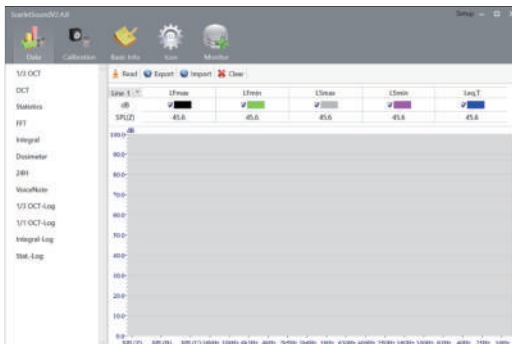 Setup
Data Calibration Basic Info Icon Monitor
Read Export Import Clear
1/3 OCT
OCT
Statistics
FFT
Integral
Dosimeter
24H
VoiceNote
1/3 OCT-Log
1/1 OCT-Log
Integral-Log
Stat.-Log
Line 1 LFmax LFmin LSmax LSmin Leq,T
dB
SPL(Z) 45.6 45.6 45.6 45.6 45.6
dB
100.0
90.0
80.0
70.0
60.0
50.0
40.0
30.0
20.0
10.0
0.0